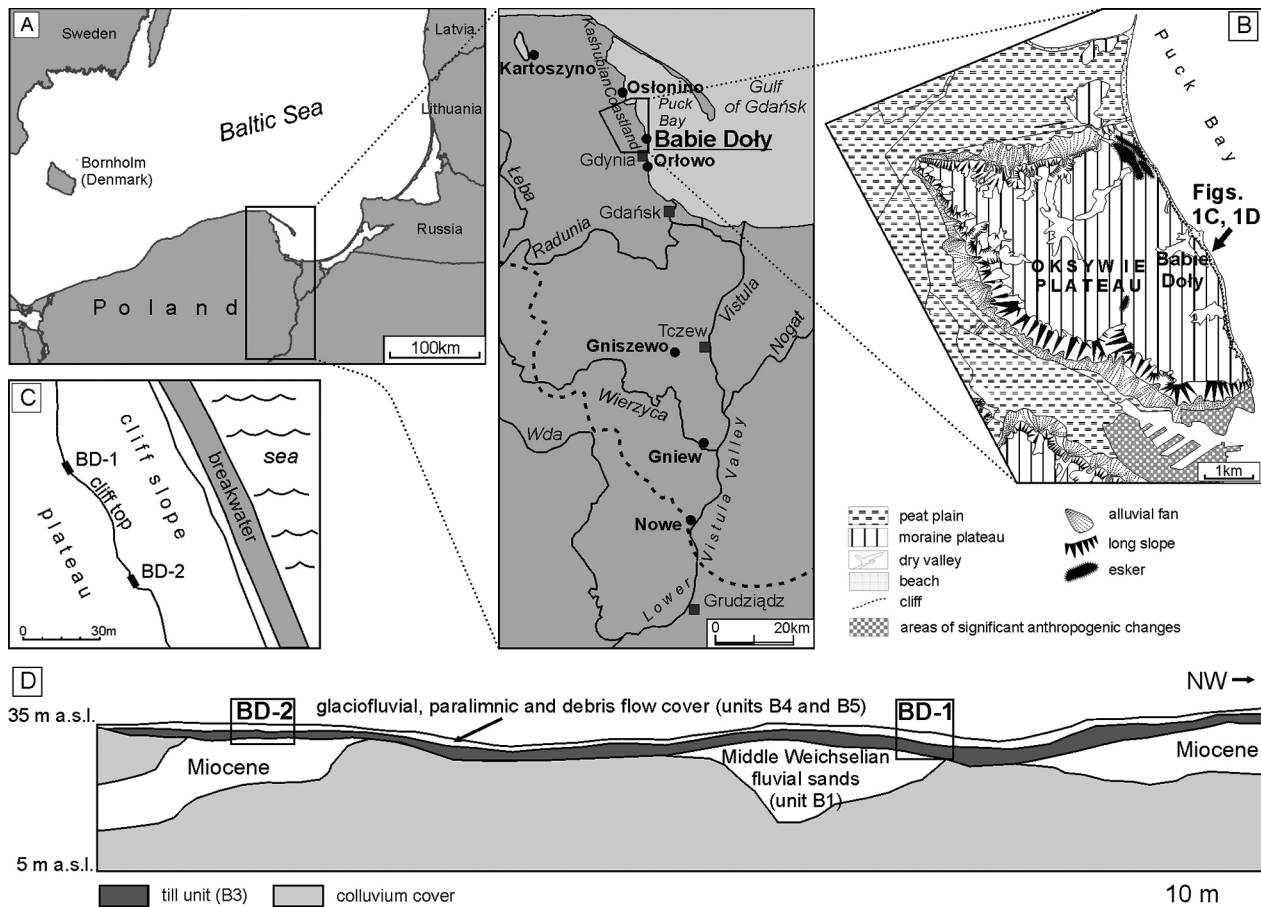 A
Sweden
Latvia
Lithuania
Baltic Sea
Bornholm
(Denmark)
Russia
Poland
100km
Kartoszyno
Kashubian Coastland
Osłonino
Puck
Bay
Gulf
of Gdańsk
Babie Doły
Gdynia
Orłowo
Łeba
Gdańsk
Radunia
Vistula
Nogat
Tczew
Gniszewo
Wierzyca
Wda
Gniew
Nowe
Lower Vistula Valley
Grudziądz
0 20km
B
Puck Bay
Figs.
1C, 1D
OKSYWIE
PLATEAU
Babie
Doły
1km
peat plain
moraine plateau
dry valley
beach
cliff
areas of significant anthropogenic changes
alluvial fan
long slope
esker
C
BD-1
cliff top
cliff slope
breakwater
sea
plateau
BD-2
0 30m
D
NW
35 m a.s.l.
BD-2
glaciofluvial, paralimnic and debris flow cover (units B4 and B5)
BD-1
Miocene
Middle Weichselian
fluvial sands
(unit B1)
Miocene
5 m a.s.l.
till unit (B3)
colluvium cover
10 m